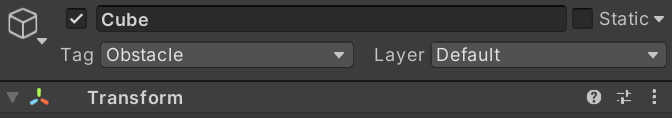 Cube Static
Tag Obstacle Layer Default
Transform